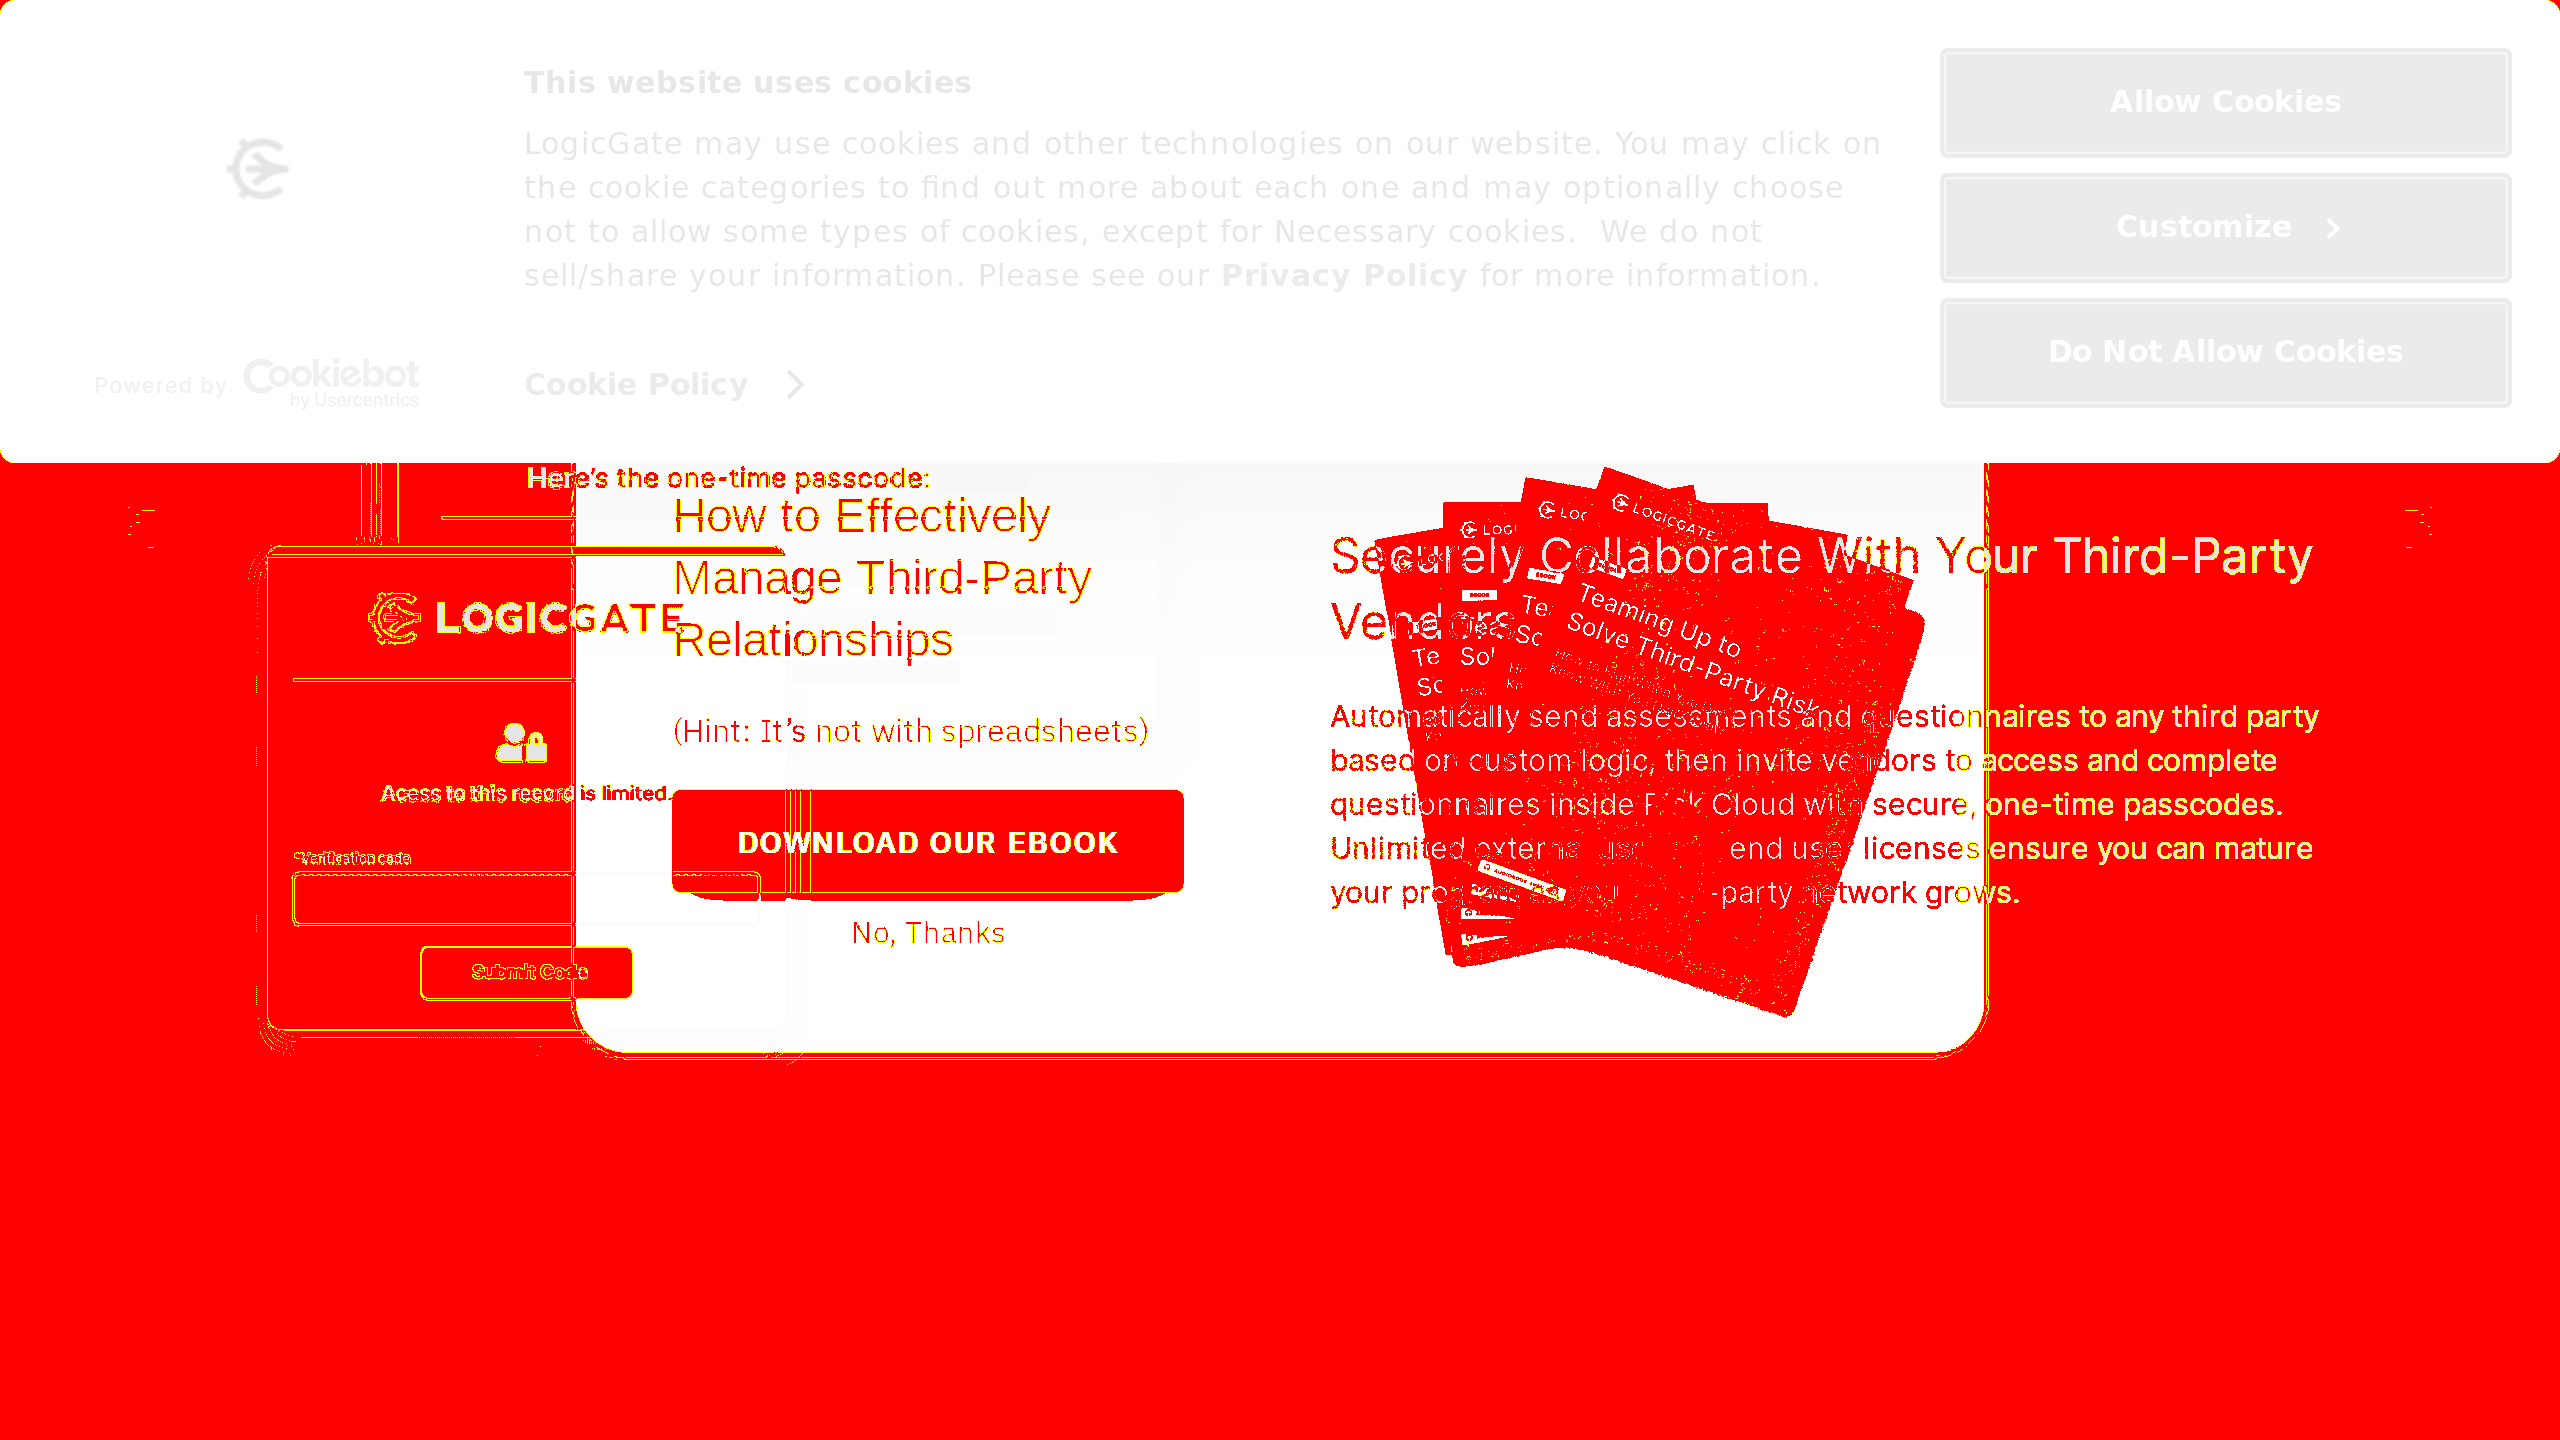 This website uses cookies
LogicGate may use cookies and other technologies on our website. You may click on
the cookie categories to find out more about each one and may optionally choose
not to allow some types of cookies, except for Necessary cookies.  We do not
sell/share your information. Please see our Privacy Policy for more information.
Powered by Cookiebot
by Usercentrics
Cookie Policy
Allow Cookies
Customize
Do Not Allow Cookies
Here's the one-time passcode:
LOGICGATE
Acess to this record is limited.
Verification code
Submit Code
How to Effectively
Manage Third-Party
Relationships
(Hint: It's not with spreadsheets)
DOWNLOAD OUR EBOOK
No, Thanks
LOGICGATE
Teaming Up to
Solve Third-Party Risk
Securely Collaborate With Your Third-Party
Vendors
Automatically send assessments and questionnaires to any third party
based on custom logic, then invite vendors to access and complete
questionnaires inside Cloud with secure, one-time passcodes.
Unlimited external end user licenses ensure you can mature
your -party network grows.